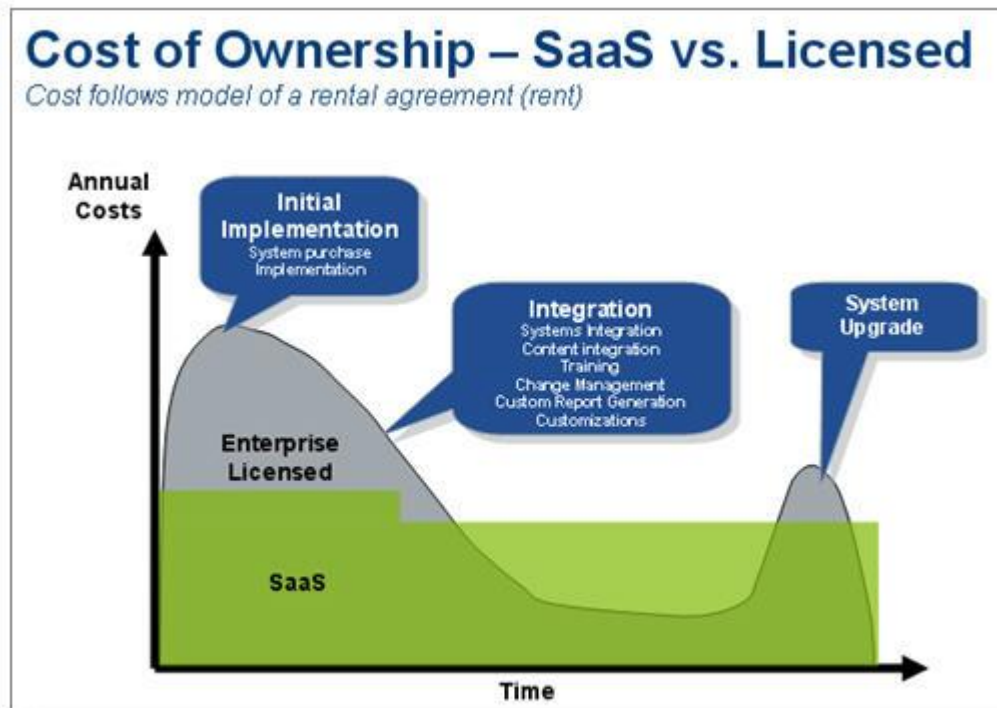 Cost of Ownership – SaaS vs. Licensed
Cost follows model of a rental agreement (rent)
Annual
Costs
Initial
Implementation
System purchase
Implementation
Integration
Systems Integration
Content integration
Training
Change Management
Custom Report Generation
Customizations
System
Upgrade
Enterprise
Licensed
SaaS
Time